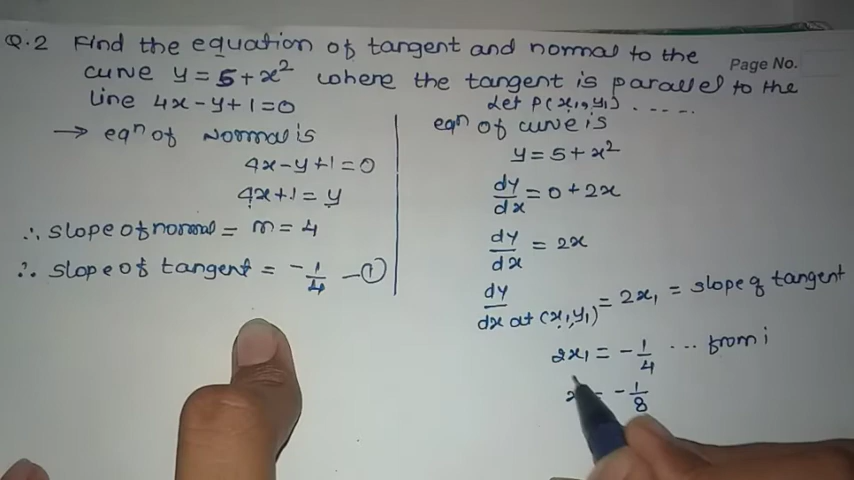 Q.2 Find the equation of tangent and normal to the
Page No.
curve y = 5 + x² where the tangent is parallel to the
line 4x - y + 1 = 0
→ eqⁿ of Normal is
4x - y + 1 = 0
4x + 1 = y
∴ slope of normal = m = 4
∴ slope of tangent = -1/4 — ①
Let P(x₁, y₁) .....
eqⁿ of curve is
y = 5 + x²
dy/dx = 0 + 2x
dy/dx = 2x
dy/dx at (x₁, y₁) = 2x₁ = slope of tangent
2x₁ = -1/4 ... from i
= -1/8